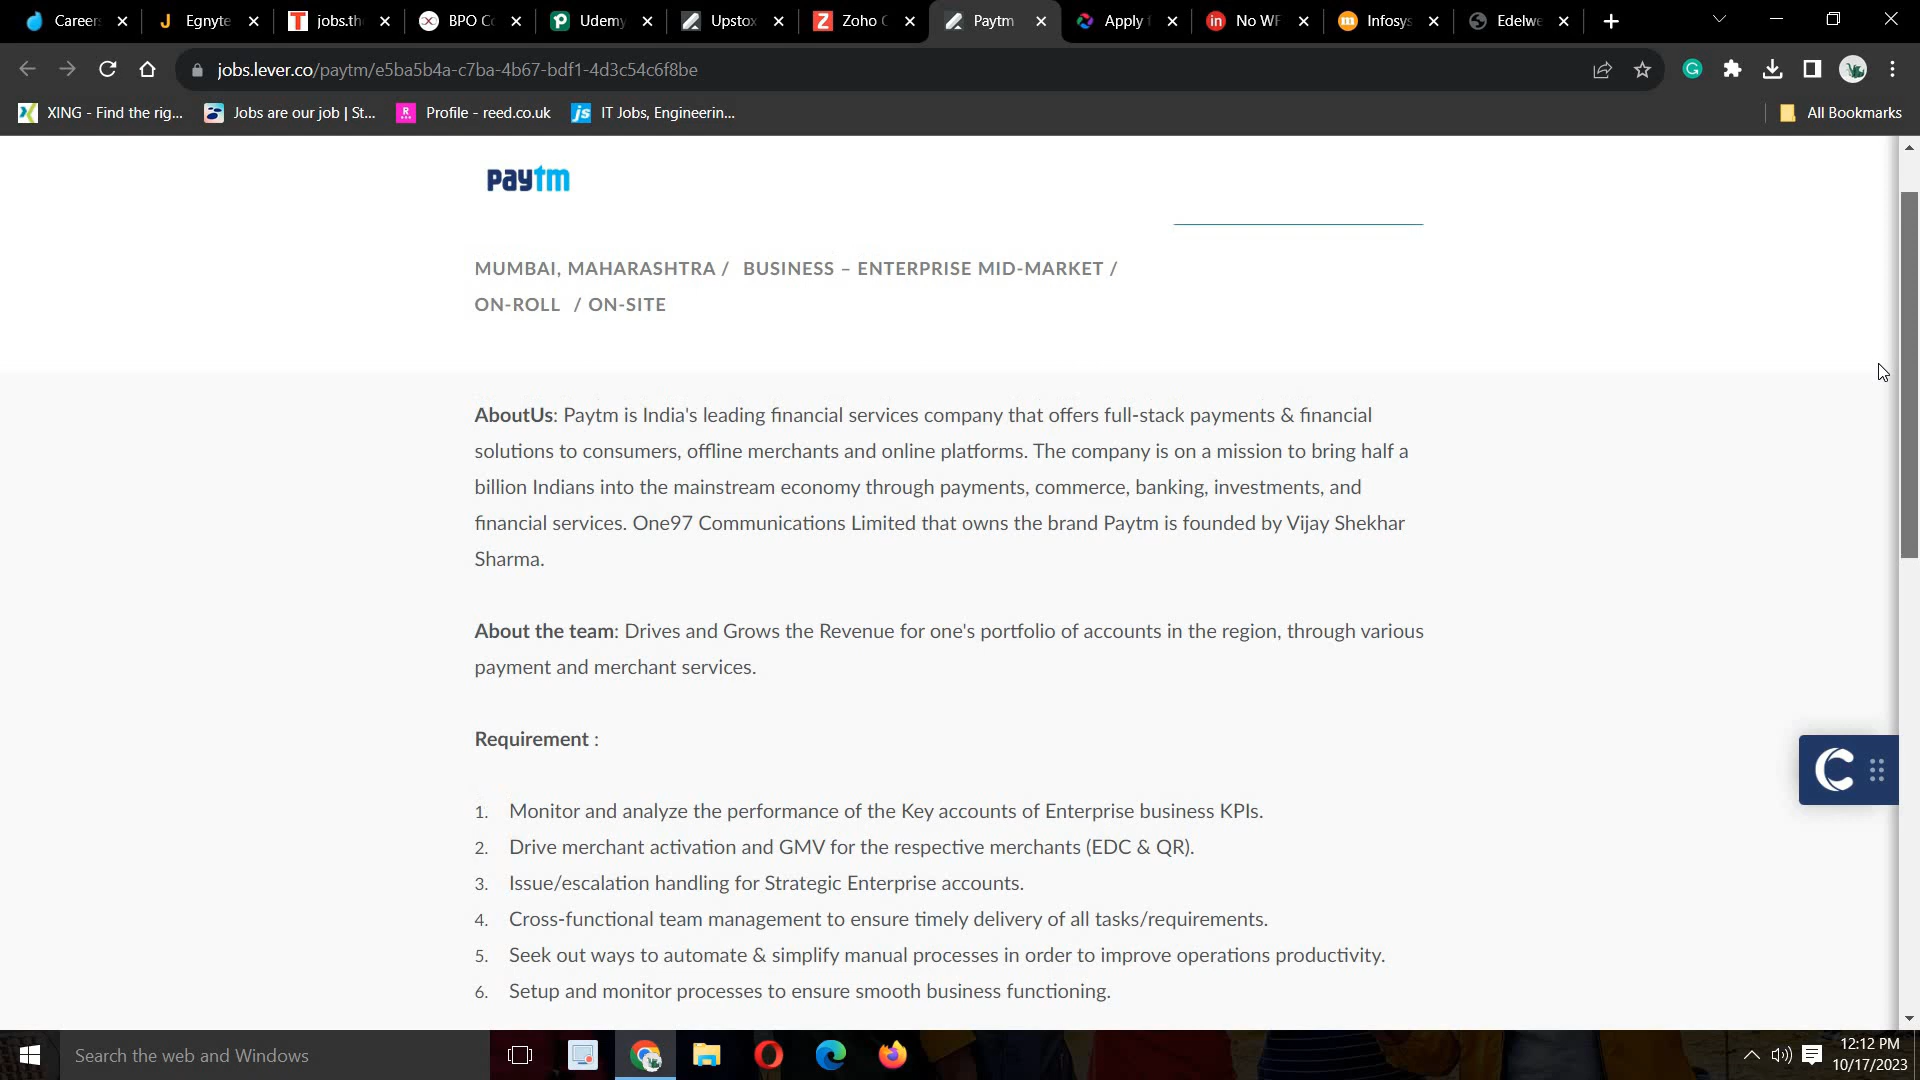 Careers
Egnyte
jobs.th
BPO Co
Udemy
Upstox
Zoho C
Paytm
Apply f
No WF
Infosys
Edelwe
jobs.lever.co/paytm/e5ba5b4a-c7ba-4b67-bdf1-4d3c54c6f8be
XING - Find the rig...
Jobs are our job | St...
Profile - reed.co.uk
IT Jobs, Engineerin...
All Bookmarks
paytm
MUMBAI, MAHARASHTRA / BUSINESS – ENTERPRISE MID-MARKET /
ON-ROLL / ON-SITE
AboutUs: Paytm is India's leading financial services company that offers full-stack payments & financial
solutions to consumers, offline merchants and online platforms. The company is on a mission to bring half a
billion Indians into the mainstream economy through payments, commerce, banking, investments, and
financial services. One97 Communications Limited that owns the brand Paytm is founded by Vijay Shekhar
Sharma.
About the team: Drives and Grows the Revenue for one's portfolio of accounts in the region, through various
payment and merchant services.
Requirement :
1. Monitor and analyze the performance of the Key accounts of Enterprise business KPIs.
2. Drive merchant activation and GMV for the respective merchants (EDC & QR).
3. Issue/escalation handling for Strategic Enterprise accounts.
4. Cross-functional team management to ensure timely delivery of all tasks/requirements.
5. Seek out ways to automate & simplify manual processes in order to improve operations productivity.
6. Setup and monitor processes to ensure smooth business functioning.
Search the web and Windows
12:12 PM
10/17/2023